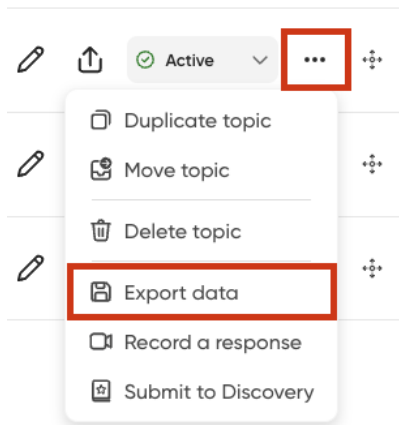 Active
Duplicate topic
Move topic
Delete topic
Export data
Record a response
Submit to Discovery